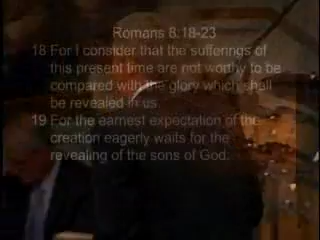 Romans 8:18-23
18 For I consider that the sufferings of
this present time are not worthy to be
compared with the glory which shall
be revealed in us.
19 For the earnest expectation of the
creation eagerly waits for the
revealing of the sons of God.